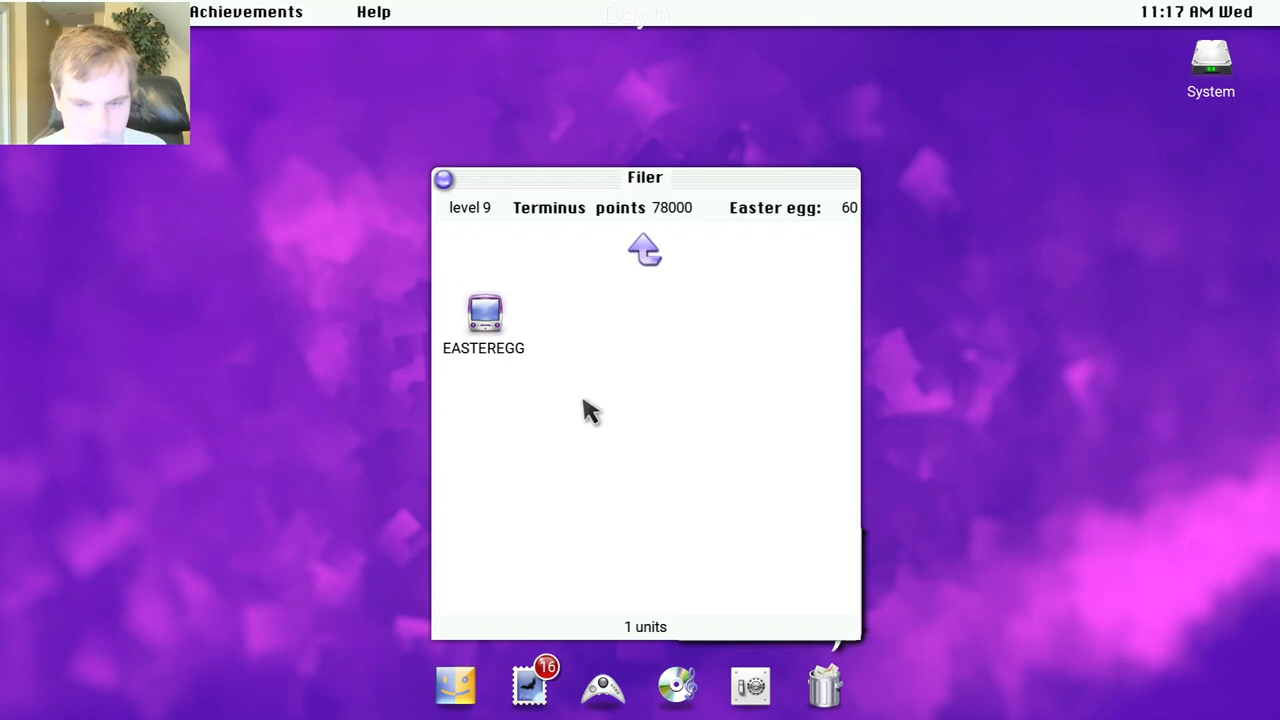 Achievements Help 11:17 AM Wed
System
Filer
level 9 Terminus points 78000 Easter egg: 60
EASTEREGG
1 units
16